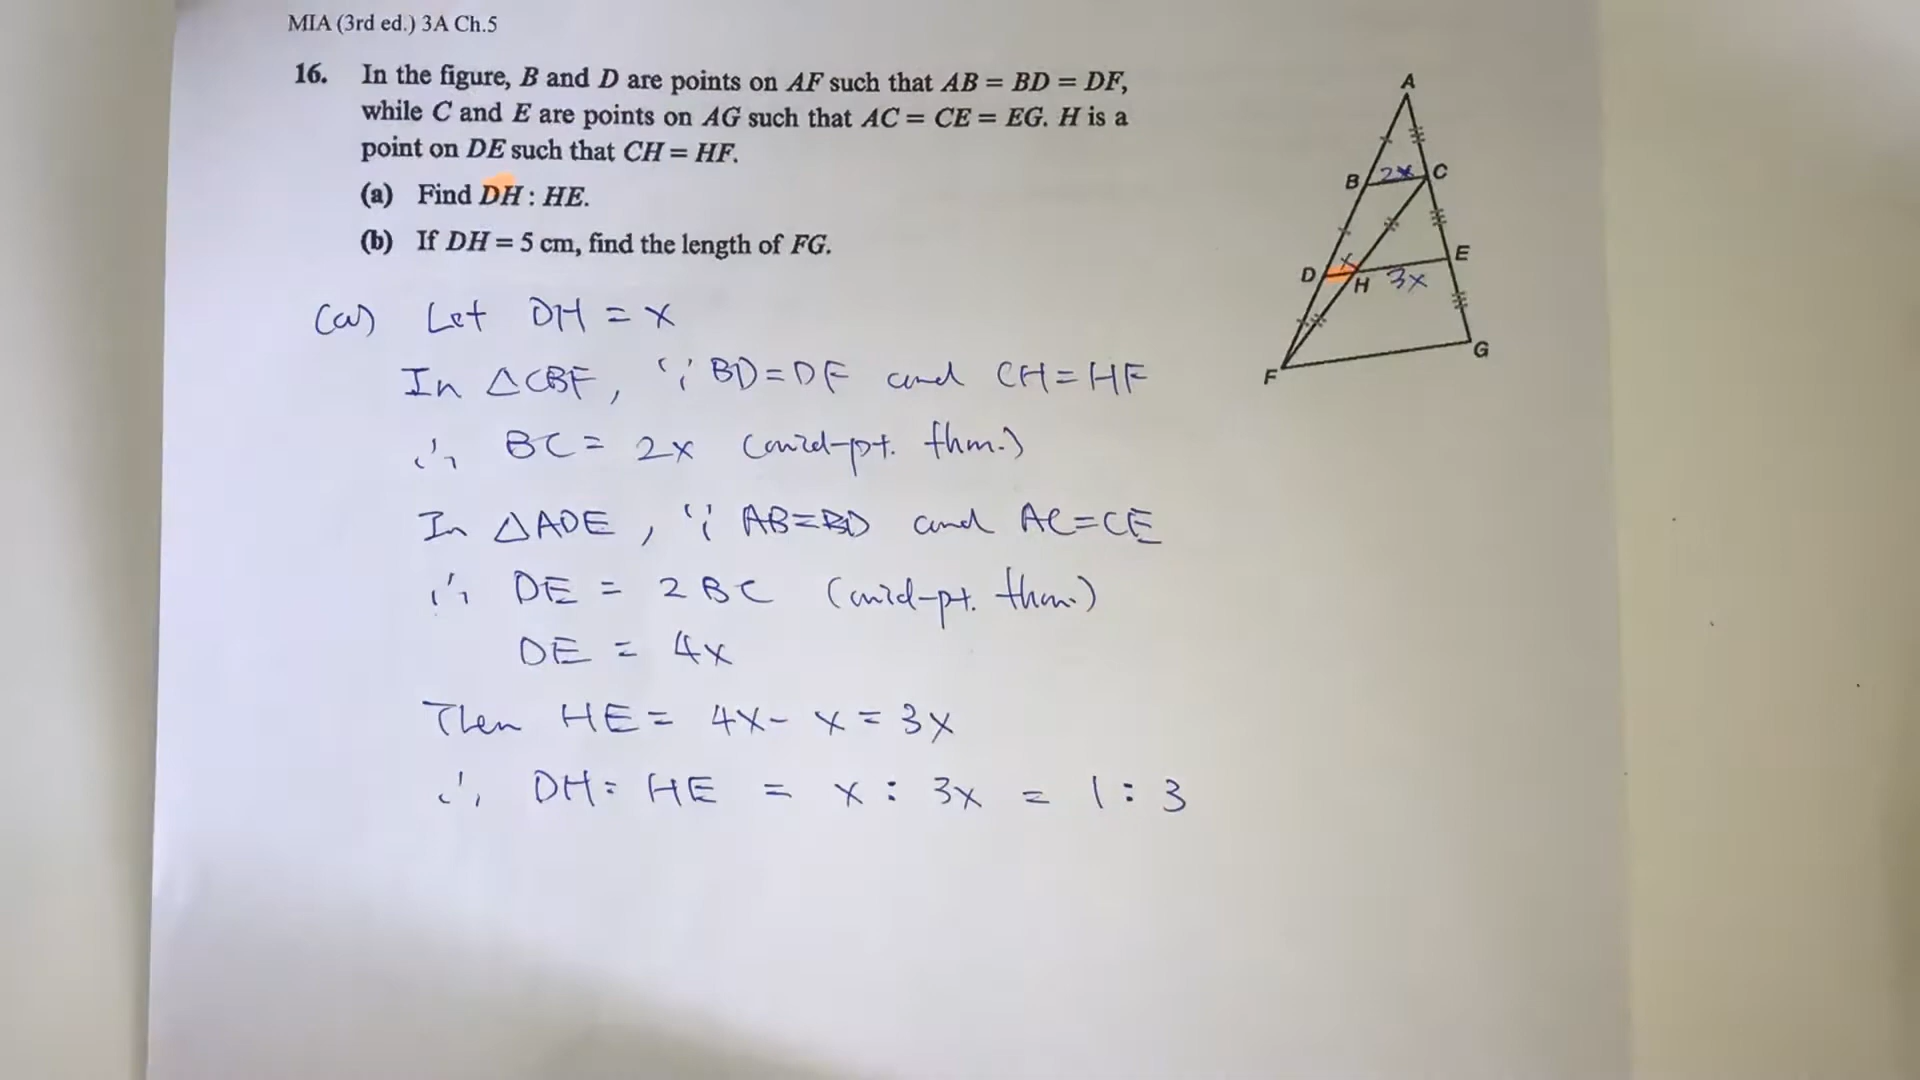 MIA (3rd ed.) 3A Ch.5
16. In the figure, B and D are points on AF such that AB = BD = DF,
while C and E are points on AG such that AC = CE = EG. H is a
point on DE such that CH = HF.
(a) Find DH : HE.
(b) If DH = 5 cm, find the length of FG.
A
B 2x C
D x H 3x E
F G
(a) Let DH = x
In △CBF, ∵ BD=DF and CH=HF
∴ BC = 2x (mid-pt. thm.)
In △ADE, ∵ AB=BD and AC=CE
∴ DE = 2BC (mid-pt. thm.)
DE = 4x
Then HE = 4x - x = 3x
∴ DH : HE = x : 3x = 1 : 3